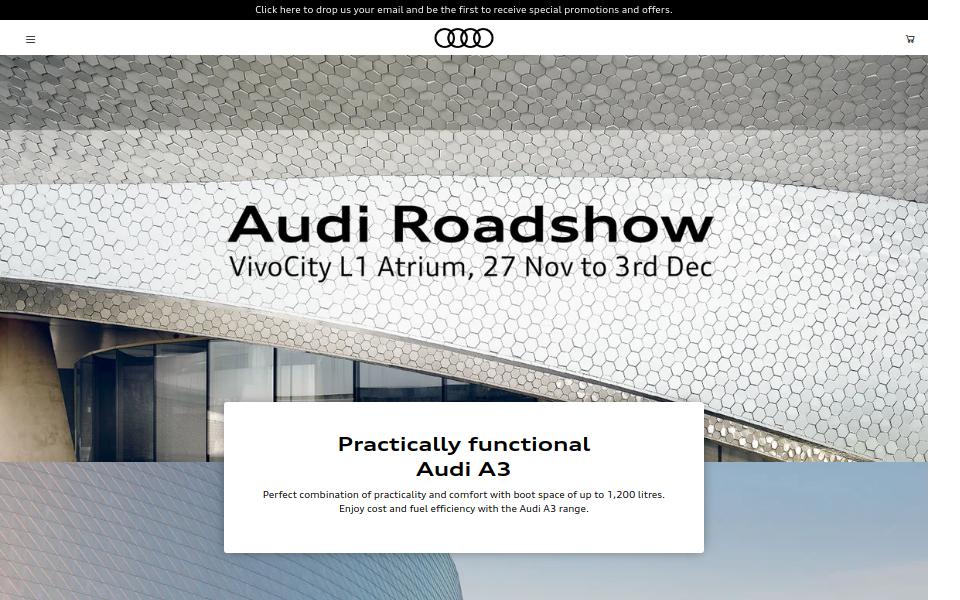 Click here to drop us your email and be the first to receive special promotions and offers.
Audi Roadshow
VivoCity L1 Atrium, 27 Nov to 3rd Dec
Practically functional
Audi A3
Perfect combination of practicality and comfort with boot space of up to 1,200 litres.
Enjoy cost and fuel efficiency with the Audi A3 range.